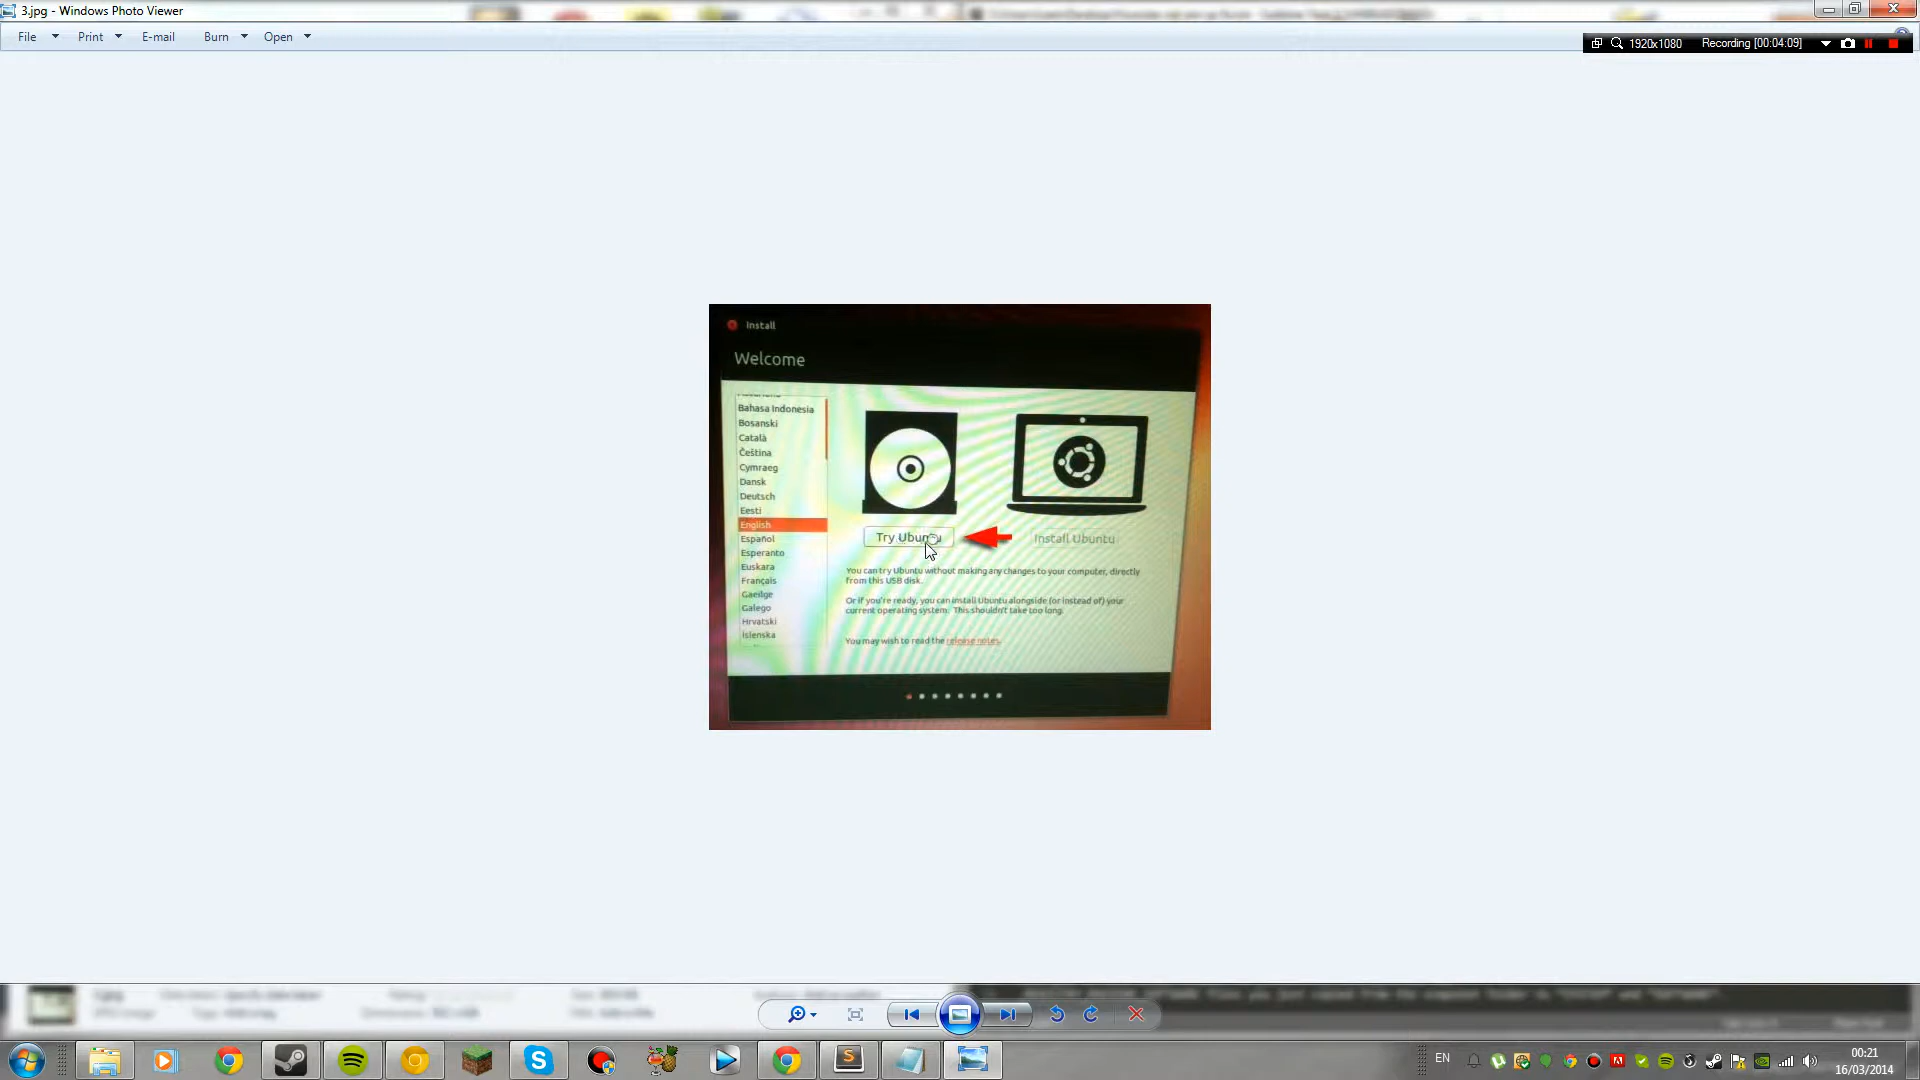 3.jpg - Windows Photo Viewer
File Print E-mail Burn Open
1920x1080 Recording [00:04:09]
Install
Welcome
Bahasa Indonesia
Bosanski
Català
Čeština
Cymraeg
Dansk
Deutsch
Eesti
English
Español
Esperanto
Euskara
Français
Gaeilge
Galego
Hrvatski
Íslenska
Try Ubuntu
Install Ubuntu
You can try Ubuntu without making any changes to your computer, directly
from this USB disk.
Or if you're ready, you can install Ubuntu alongside (or instead of) your
current operating system. This shouldn't take too long.
You may wish to read the release notes.
EN
00:21
16/03/2014